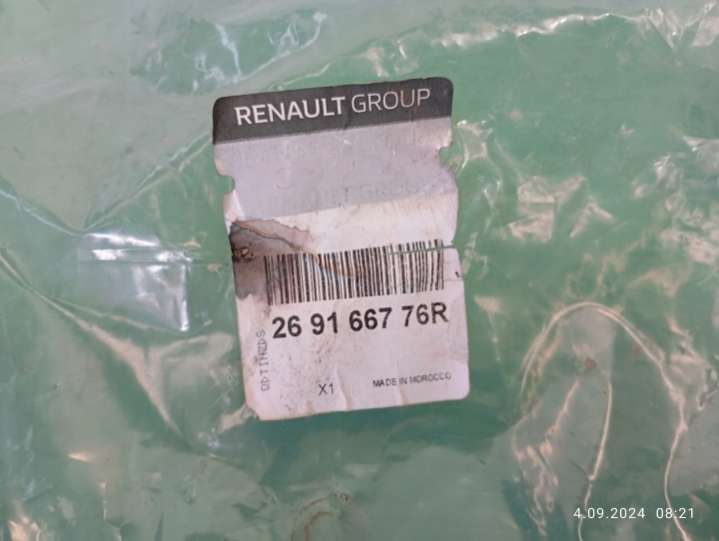 RENAULT GROUP
26 91 667 76R
X1
MADE IN MOROCCO
4.09.2024 08:21